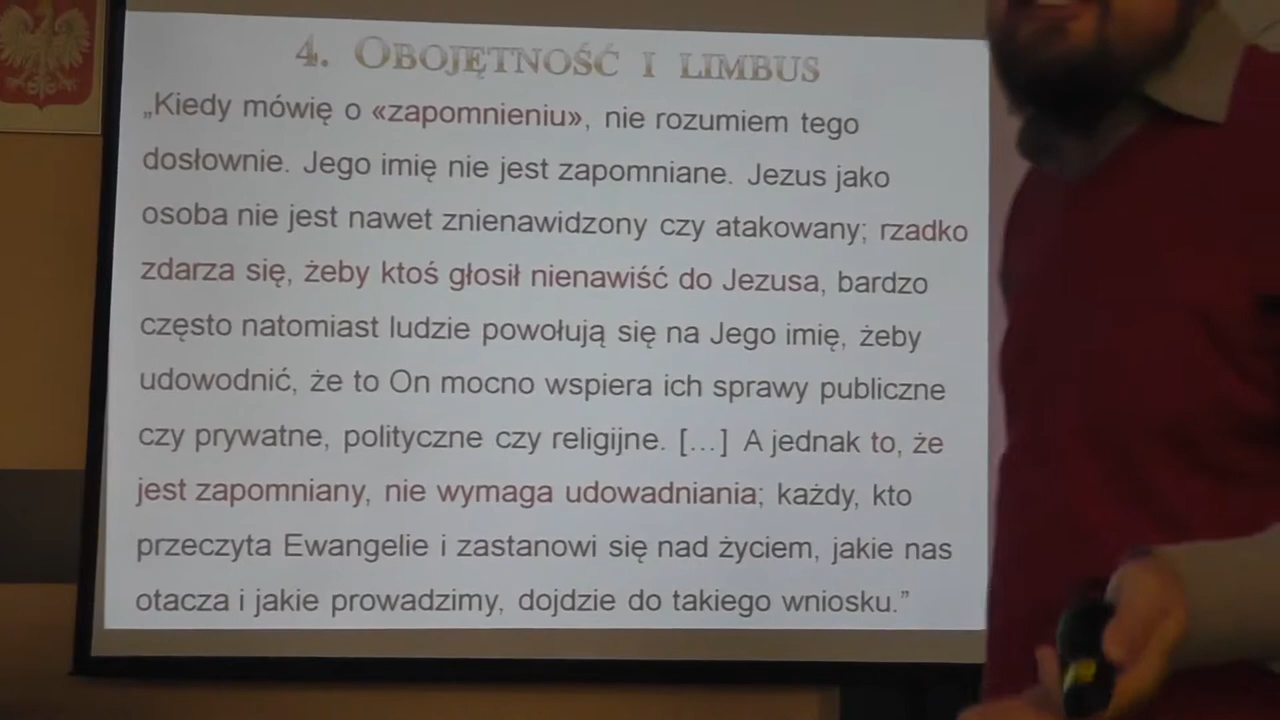 4. Obojętność i limbus
„Kiedy mówię o «zapomnieniu», nie rozumiem tego
dosłownie. Jego imię nie jest zapomniane. Jezus jako
osoba nie jest nawet znienawidzony czy atakowany; rzadko
zdarza się, żeby ktoś głosił nienawiść do Jezusa, bardzo
często natomiast ludzie powołują się na Jego imię, żeby
udowodnić, że to On mocno wspiera ich sprawy publiczne
czy prywatne, polityczne czy religijne. […] A jednak to, że
jest zapomniany, nie wymaga udowadniania; każdy, kto
przeczyta Ewangelie i zastanowi się nad życiem, jakie nas
otacza i jakie prowadzimy, dojdzie do takiego wniosku.”